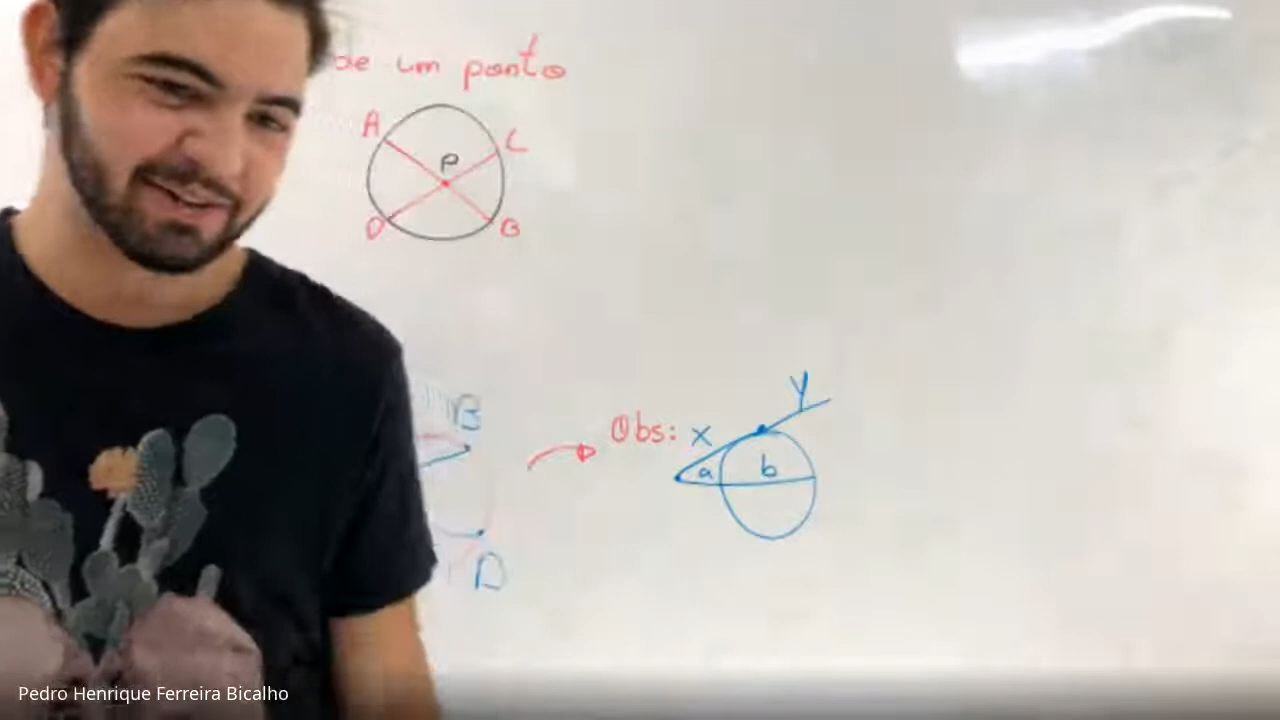 de um ponto
A
C
P
D
B
B
D
Obs:
x
y
a
b
Pedro Henrique Ferreira Bicalho